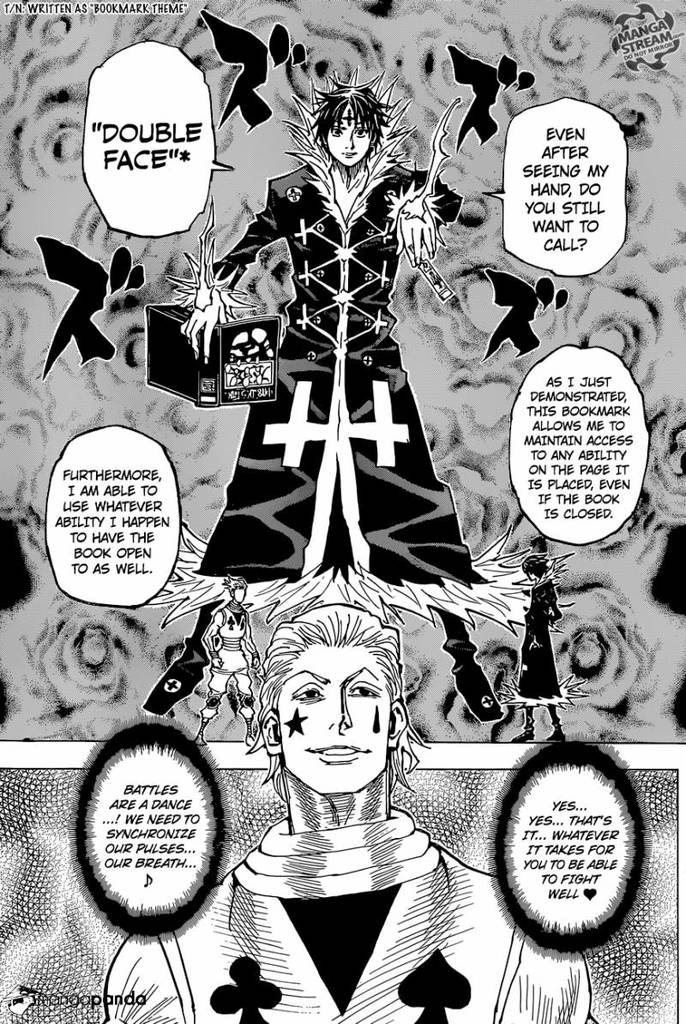 T/N: WRITTEN AS "BOOKMARK THEME"
MANGA
STREAM
DO NOT MIRROR
"DOUBLE
FACE"*
EVEN
AFTER
SEEING MY
HAND, DO
YOU STILL
WANT TO
CALL?
AS I JUST
DEMONSTRATED,
THIS BOOKMARK
ALLOWS ME TO
MAINTAIN ACCESS
TO ANY ABILITY
ON THE PAGE IT
IS PLACED, EVEN
IF THE BOOK
IS CLOSED.
FURTHERMORE,
I AM ABLE TO
USE WHATEVER
ABILITY I HAPPEN
TO HAVE THE
BOOK OPEN
TO AS WELL.
BATTLES
ARE A DANCE
...! WE NEED TO
SYNCHRONIZE
OUR PULSES...
OUR BREATH...
♪
YES...
YES... THAT'S
IT... WHATEVER
IT TAKES FOR
YOU TO BE ABLE
TO FIGHT
WELL ♥
mangapanda